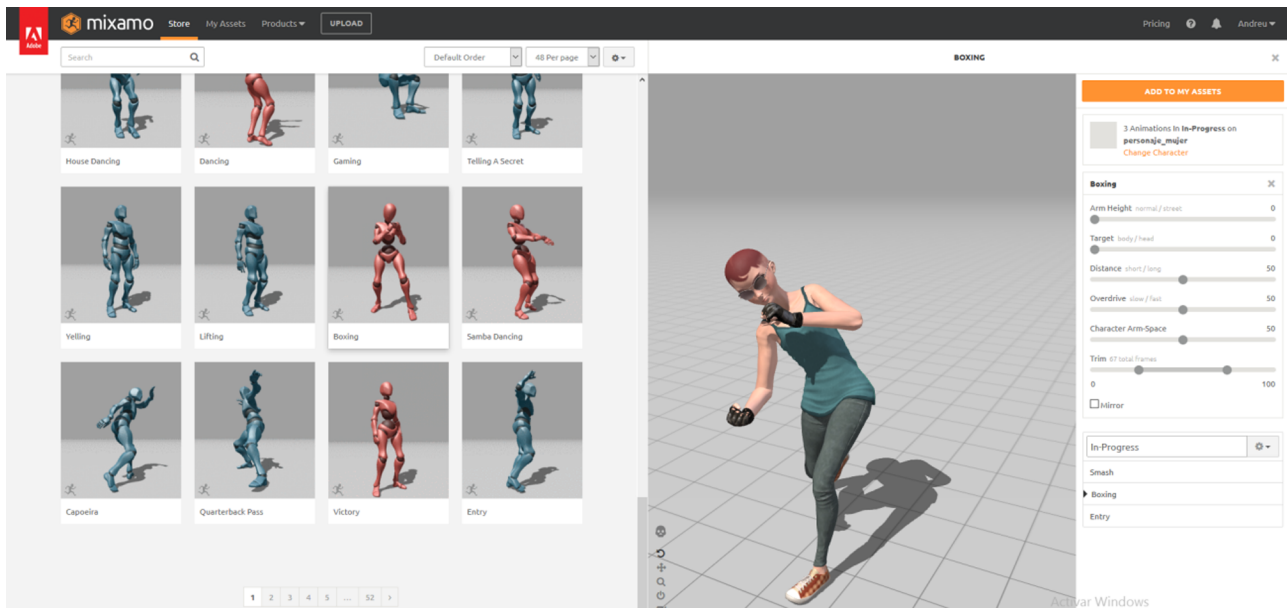 Adobe
mixamo Store My Assets Products UPLOAD Pricing Andreu
Search Default Order 48 Per page
BOXING
House Dancing Dancing Gaming Telling A Secret
Yelling Lifting Boxing Samba Dancing
Capoeira Quarterback Pass Victory Entry
1 2 3 4 5 ... 52 >
ADD TO MY ASSETS
3 Animations In In-Progress on
personaje_mujer
Change Character
Boxing
Arm Height normal / street 0
Target body / head 0
Distance short / long 50
Overdrive slow / fast 50
Character Arm-Space 50
Trim 67 total frames
0 100
Mirror
In-Progress
Smash
Boxing
Entry
Activar Windows